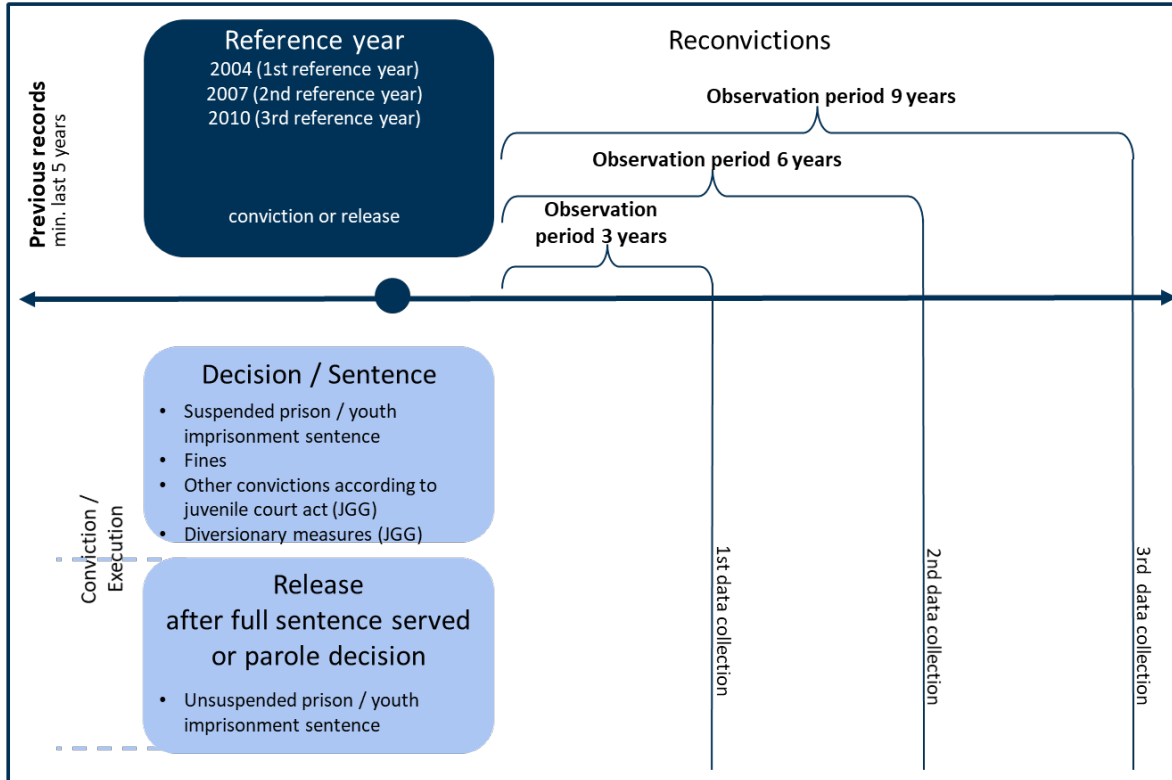 Reference year
2004 (1st reference year)
2007 (2nd reference year)
2010 (3rd reference year)
conviction or release
Previous records
min. last 5 years
Reconvictions
Observation period 9 years
Observation period 6 years
Observation
period 3 years
Decision / Sentence
• Suspended prison / youth
imprisonment sentence
• Fines
• Other convictions according to
juvenile court act (JGG)
• Diversionary measures (JGG)
Conviction /
Execution
Release
after full sentence served
or parole decision
• Unsuspended prison / youth
imprisonment sentence
1st data collection
2nd data collection
3rd data collection